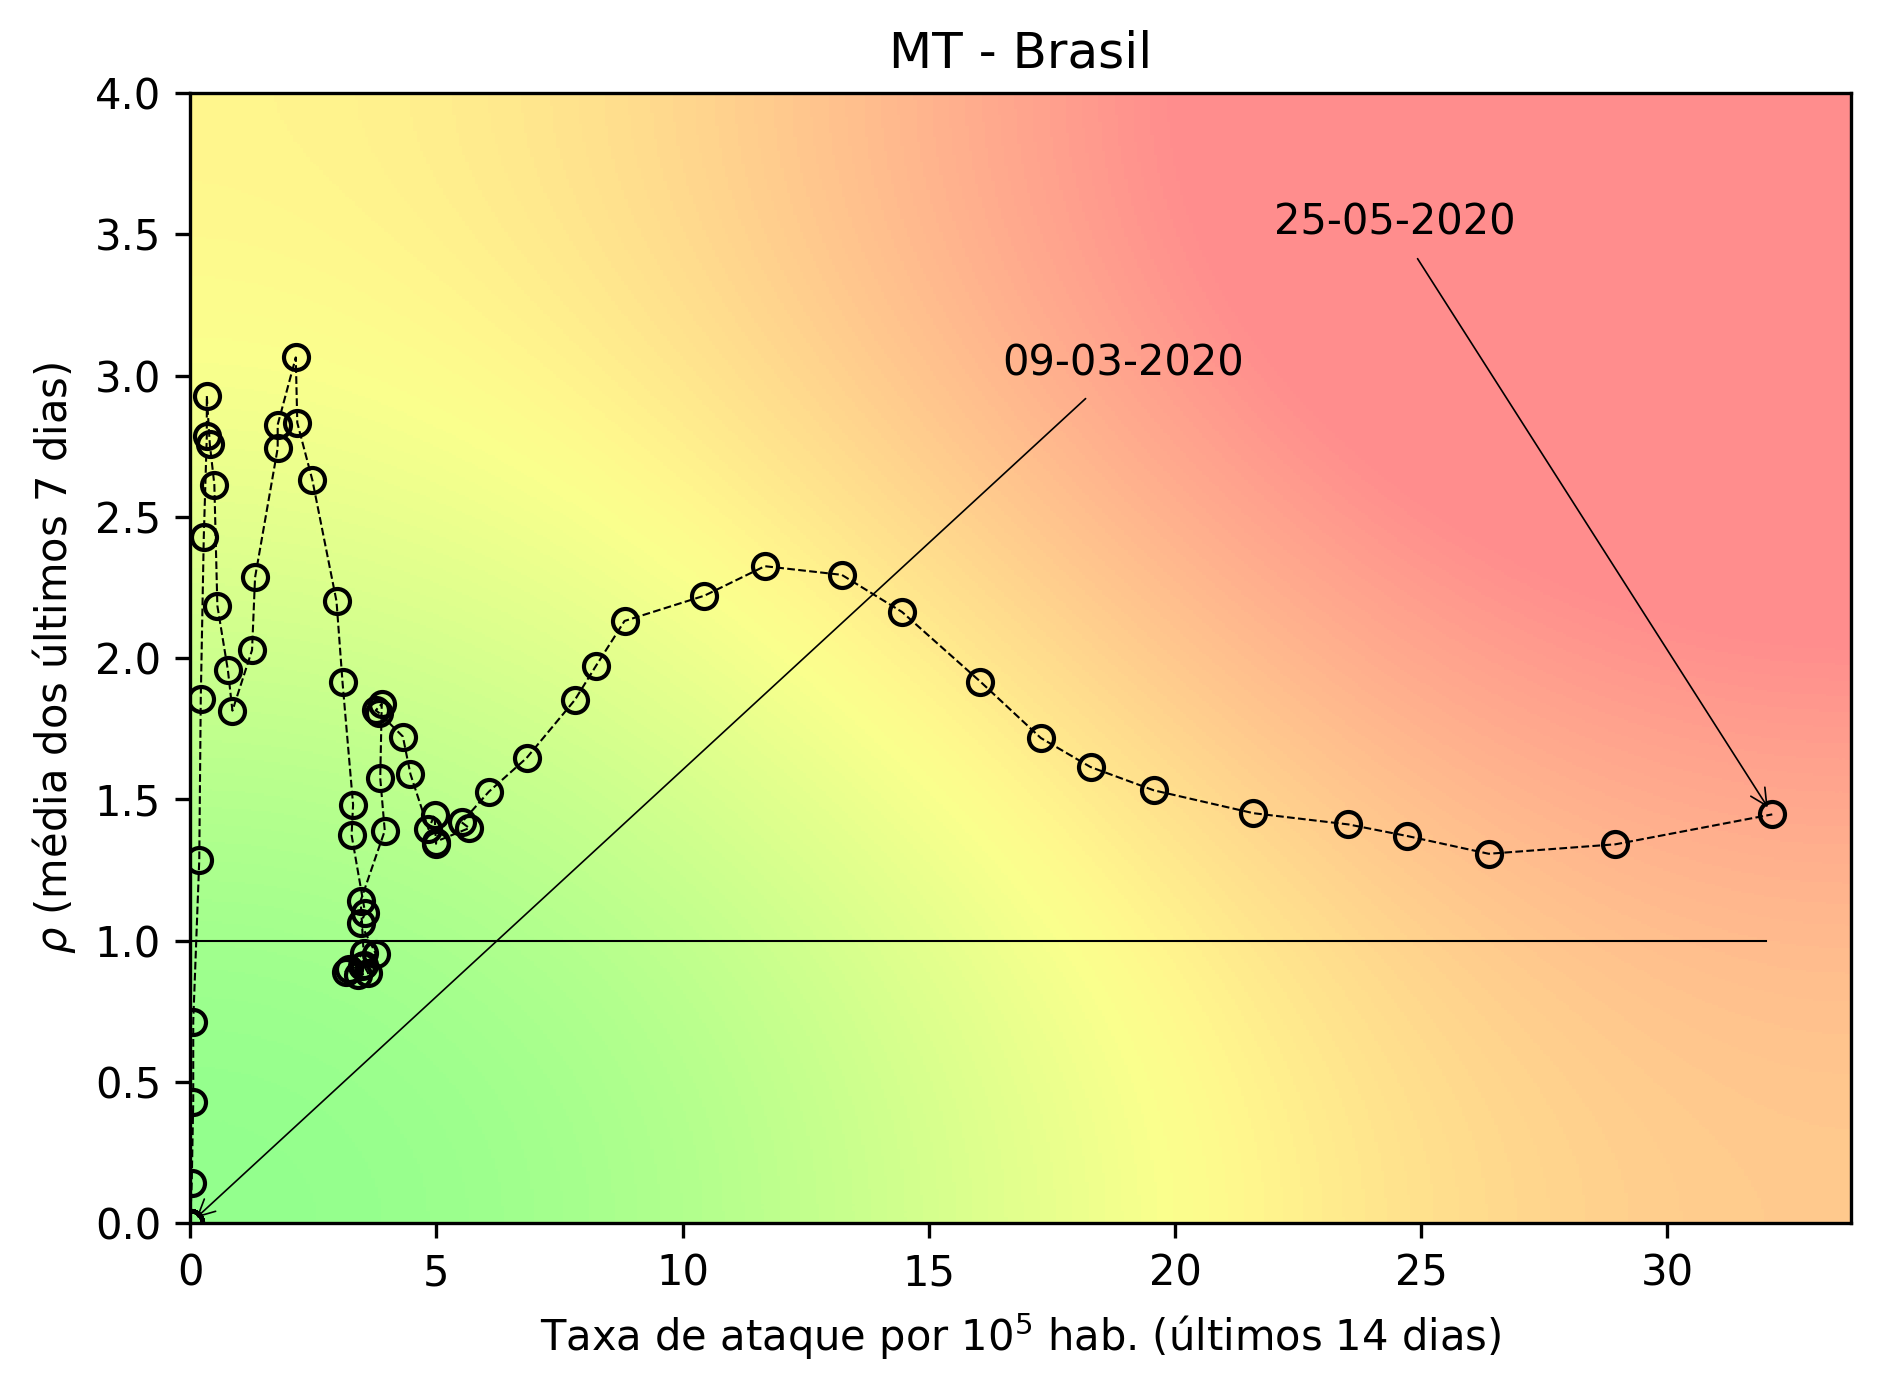 MT - Brasil
4.0
3.5
3.0
2.5
2.0
1.5
1.0
0.5
0.0
ρ (média dos últimos 7 dias)
25-05-2020
09-03-2020
0 5 10 15 20 25 30
Taxa de ataque por 10⁵ hab. (últimos 14 dias)